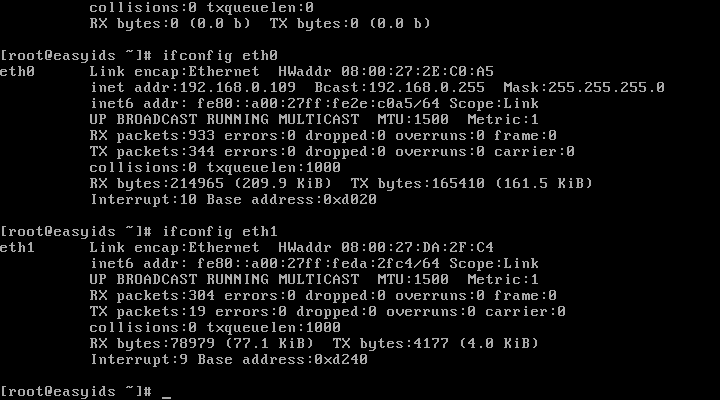 collisions:0 txqueuelen:0
RX bytes:0 (0.0 b)  TX bytes:0 (0.0 b)
[root@easyids ~]# ifconfig eth0
eth0      Link encap:Ethernet  HWaddr 08:00:27:2E:C0:A5
inet addr:192.168.0.109  Bcast:192.168.0.255  Mask:255.255.255.0
inet6 addr: fe80::a00:27ff:fe2e:c0a5/64 Scope:Link
UP BROADCAST RUNNING MULTICAST  MTU:1500  Metric:1
RX packets:933 errors:0 dropped:0 overruns:0 frame:0
TX packets:344 errors:0 dropped:0 overruns:0 carrier:0
collisions:0 txqueuelen:1000
RX bytes:214965 (209.9 KiB)  TX bytes:165410 (161.5 KiB)
Interrupt:10 Base address:0xd020
[root@easyids ~]# ifconfig eth1
eth1      Link encap:Ethernet  HWaddr 08:00:27:DA:2F:C4
inet6 addr: fe80::a00:27ff:feda:2fc4/64 Scope:Link
UP BROADCAST RUNNING MULTICAST  MTU:1500  Metric:1
RX packets:304 errors:0 dropped:0 overruns:0 frame:0
TX packets:19 errors:0 dropped:0 overruns:0 carrier:0
collisions:0 txqueuelen:1000
RX bytes:78979 (77.1 KiB)  TX bytes:4177 (4.0 KiB)
Interrupt:9 Base address:0xd240
[root@easyids ~]# _